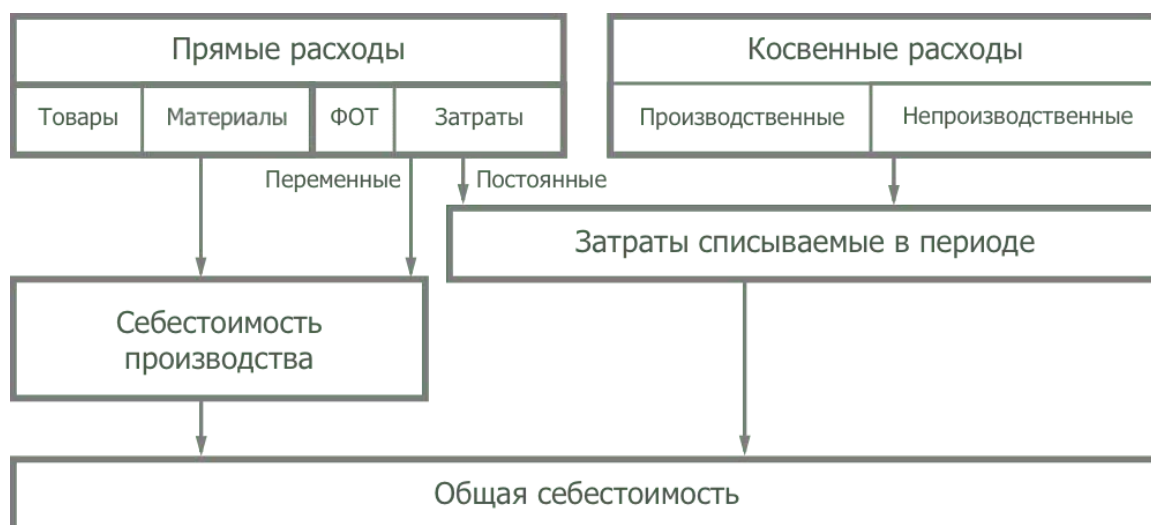 Прямые расходы
Косвенные расходы
Товары
Материалы
ФОТ
Затраты
Производственные
Непроизводственные
Переменные
Постоянные
Затраты списываемые в периоде
Себестоимость
производства
Общая себестоимость